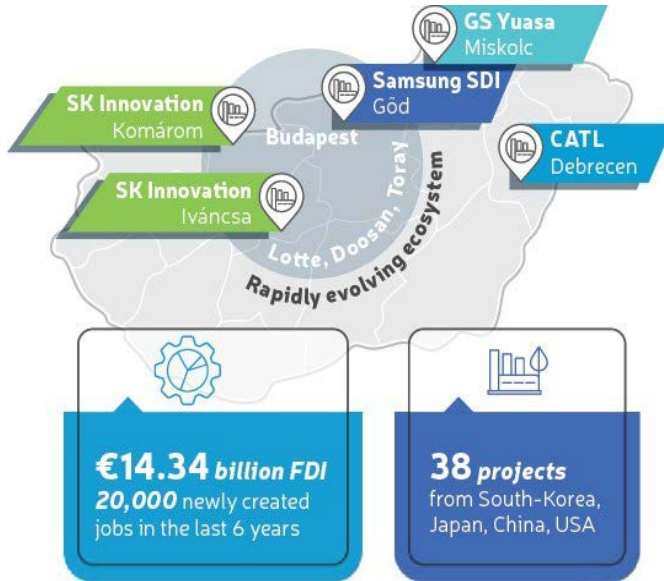 GS Yuasa
Miskolc
Samsung SDI
Göd
SK Innovation
Komárom
Budapest
CATL
Debrecen
SK Innovation
Iváncsa
Lotte, Doosan, Toray
Rapidly evolving ecosystem
€14.34 billion FDI
20,000 newly created
jobs in the last 6 years
38 projects
from South-Korea,
Japan, China, USA